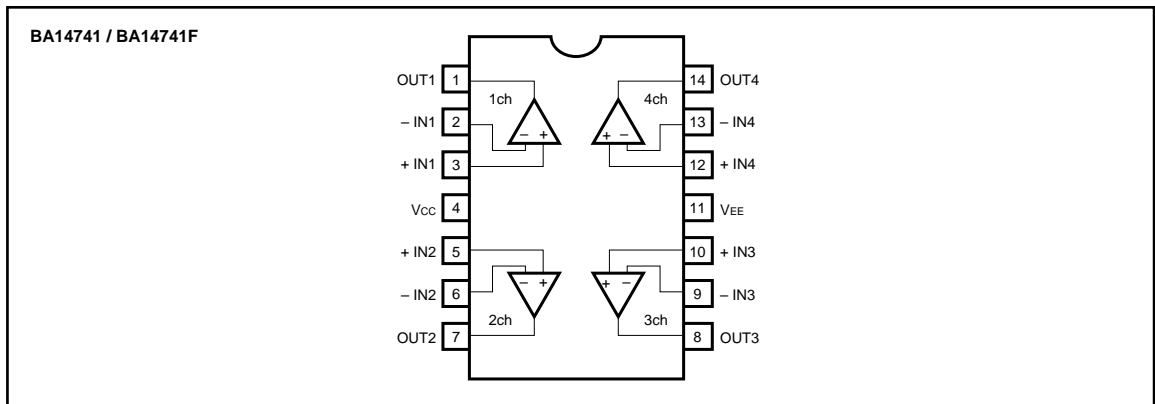 BA14741 / BA14741F
OUT1 1 14 OUT4
1ch 4ch
– IN1 2 13 – IN4
– + + –
+ IN1 3 12 + IN4
VCC 4 11 VEE
+ IN2 5 10 + IN3
– + + –
– IN2 6 9 – IN3
2ch 3ch
OUT2 7 8 OUT3